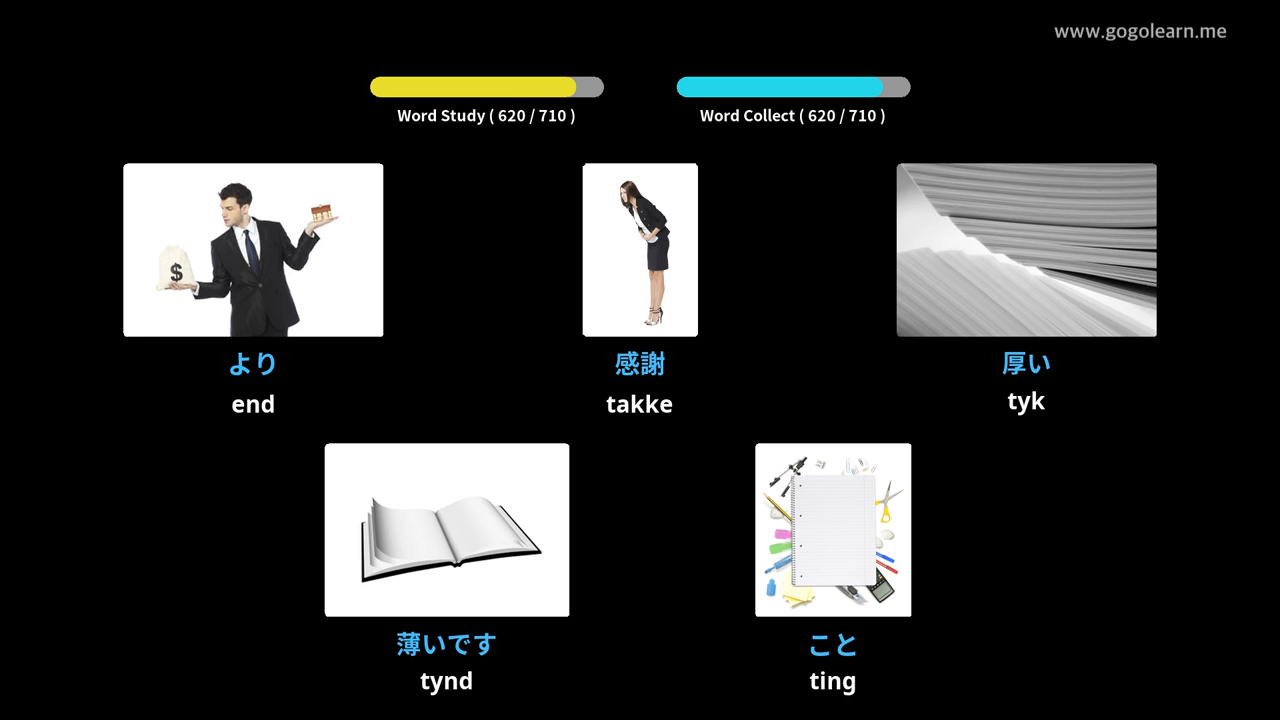 www.gogolearn.me
Word Study ( 620 / 710 )
Word Collect ( 620 / 710 )
$
より
end
感謝
takke
厚い
tyk
薄いです
tynd
こと
ting